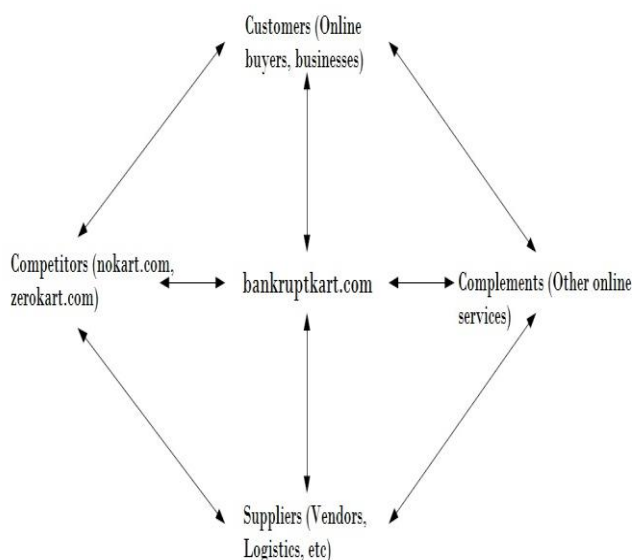 Customers (Online
buyers, businesses)
Competitors (nokart.com,
zerokart.com)
bankruptkart.com
Complements (Other online
services)
Suppliers (Vendors,
Logistics, etc)